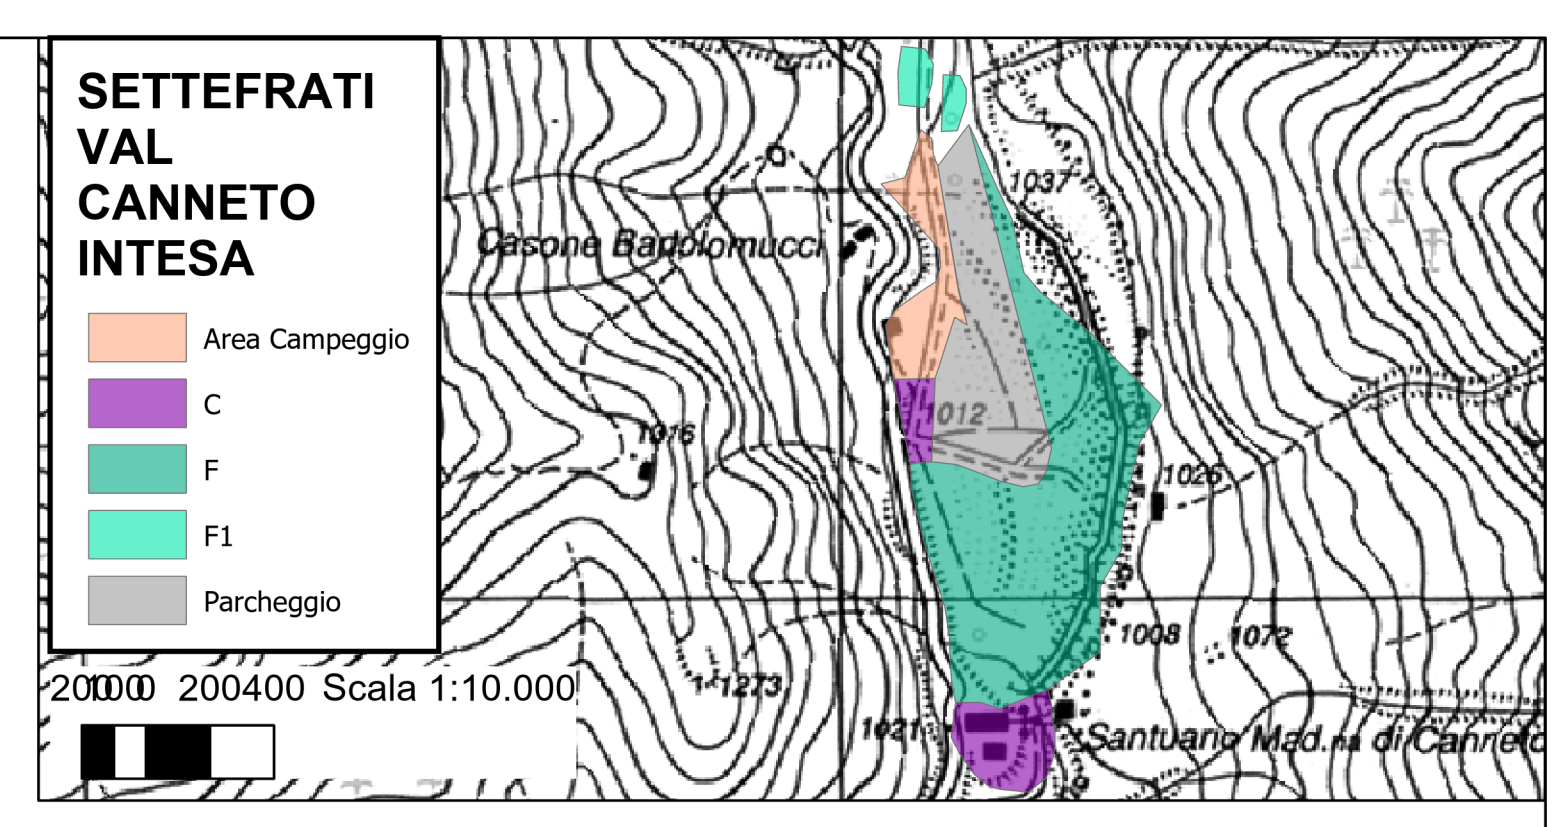 SETTEFRATI
VAL
CANNETO
INTESA
Area Campeggio
C
F
F1
Parcheggio
200400 Scala 1:10.000
1037
Casone
1012
1016
1026
1008
1072
1273
1021
Santuario Mad.na di Canneto